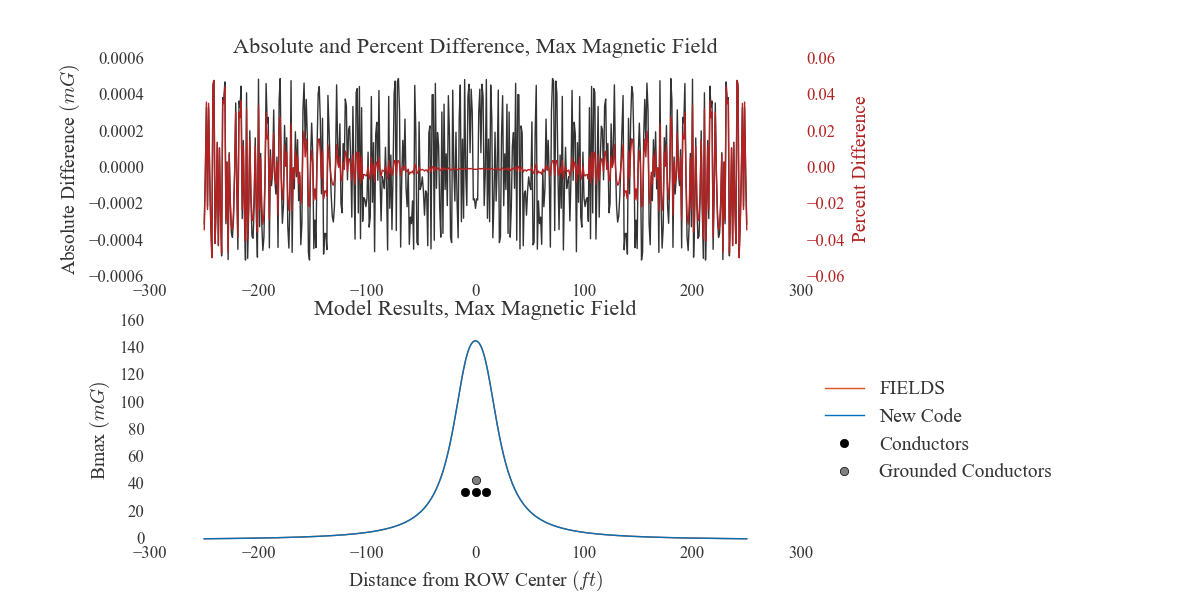 Absolute and Percent Difference, Max Magnetic Field
0.0006
0.0004
0.0002
0.0000
−0.0002
−0.0004
−0.0006
Absolute Difference (mG)
0.06
0.04
0.02
0.00
−0.02
−0.04
−0.06
Percent Difference
−300 −200 −100 0 100 200 300
Model Results, Max Magnetic Field
160
140
120
100
80
60
40
20
0
Bmax (mG)
−300 −200 −100 0 100 200 300
Distance from ROW Center (ft)
FIELDS
New Code
Conductors
Grounded Conductors